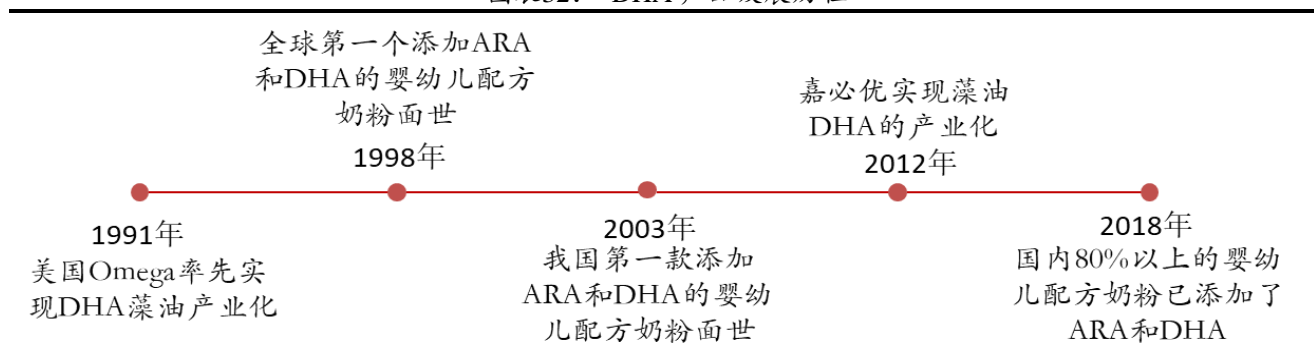 全球第一个添加ARA
和DHA的婴幼儿配方
奶粉面世
1998年
嘉必优实现藻油
DHA的产业化
2012年
1991年
美国Omega率先实
现DHA藻油产业化
2003年
我国第一款添加
ARA和DHA的婴幼
儿配方奶粉面世
2018年
国内80%以上的婴幼
儿配方奶粉已添加了
ARA和DHA